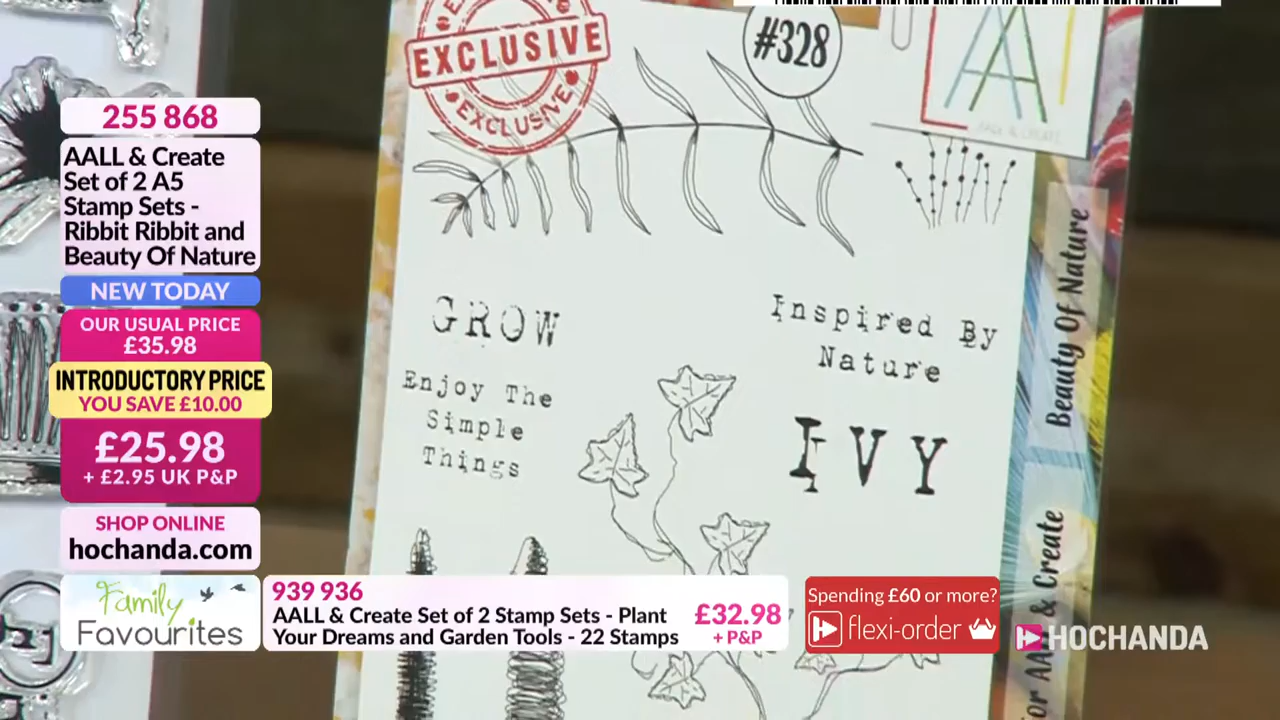 EXCLUSIVE
EXCLUSIVE
#328
255 868
AALL & Create
Set of 2 A5
Stamp Sets -
Ribbit Ribbit and
Beauty Of Nature
NEW TODAY
OUR USUAL PRICE
£35.98
INTRODUCTORY PRICE
YOU SAVE £10.00
£25.98
+ £2.95 UK P&P
SHOP ONLINE
hochanda.com
GROW
Inspired By
Nature
Enjoy The
Simple
Things
IVY
Beauty Of Nature
Family
Favourites
939 936
AALL & Create Set of 2 Stamp Sets - Plant
Your Dreams and Garden Tools - 22 Stamps
£32.98
+ P&P
Spending £60 or more?
flexi-order
HOCHANDA
& Create